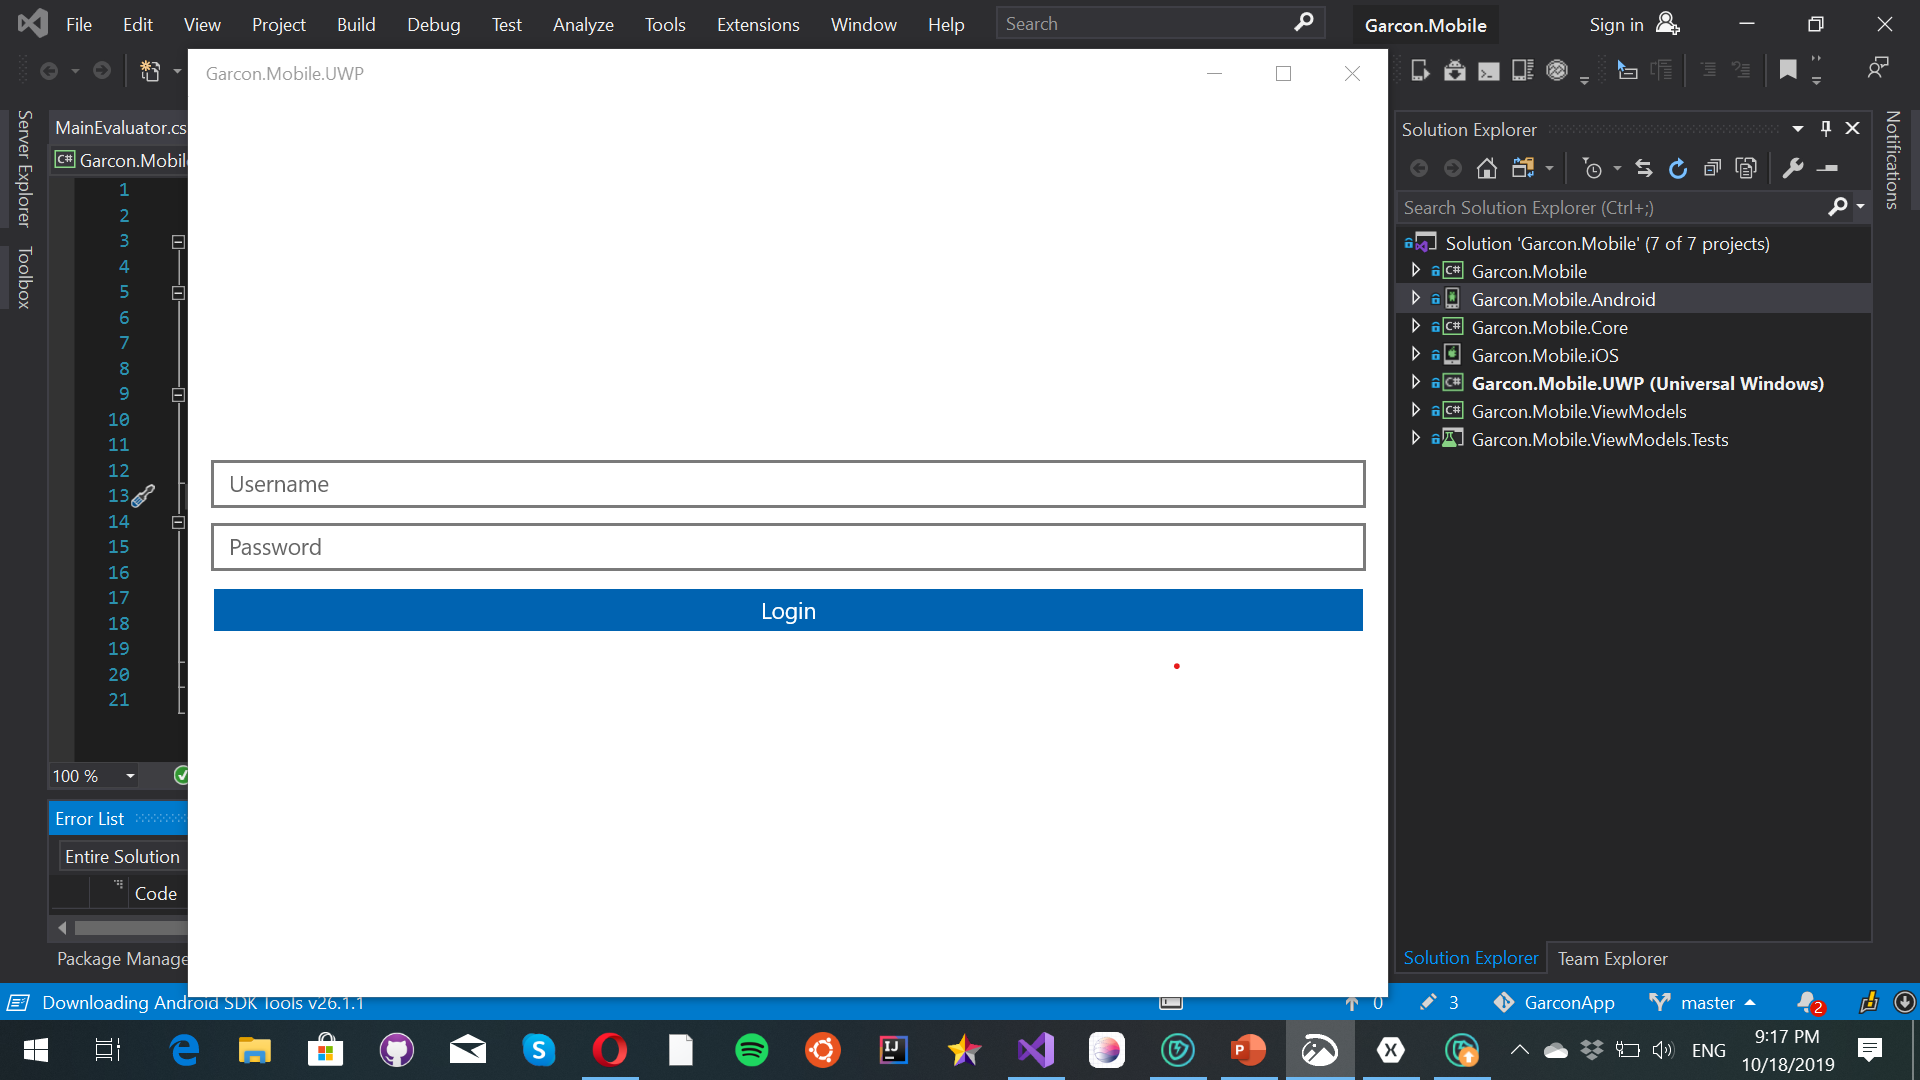 File Edit View Project Build Debug Test Analyze Tools Extensions Window Help Search Garcon.Mobile Sign in
Garcon.Mobile.UWP
Server Explorer
Toolbox
MainEvaluator.cs
C# Garcon.Mobil
1
2
3
4
5
6
7
8
9
10
11
12
13
14
15
16
17
18
19
20
21
Username
Password
Login
100 %
Error List
Entire Solution
Code
Package Manage
Solution Explorer
Search Solution Explorer (Ctrl+;)
Solution 'Garcon.Mobile' (7 of 7 projects)
C# Garcon.Mobile
Garcon.Mobile.Android
C# Garcon.Mobile.Core
Garcon.Mobile.iOS
C# Garcon.Mobile.UWP (Universal Windows)
C# Garcon.Mobile.ViewModels
Garcon.Mobile.ViewModels.Tests
Notifications
Solution Explorer Team Explorer
Downloading Android SDK Tools v26.1.1 0 3 GarconApp master 2
ENG 9:17 PM
10/18/2019